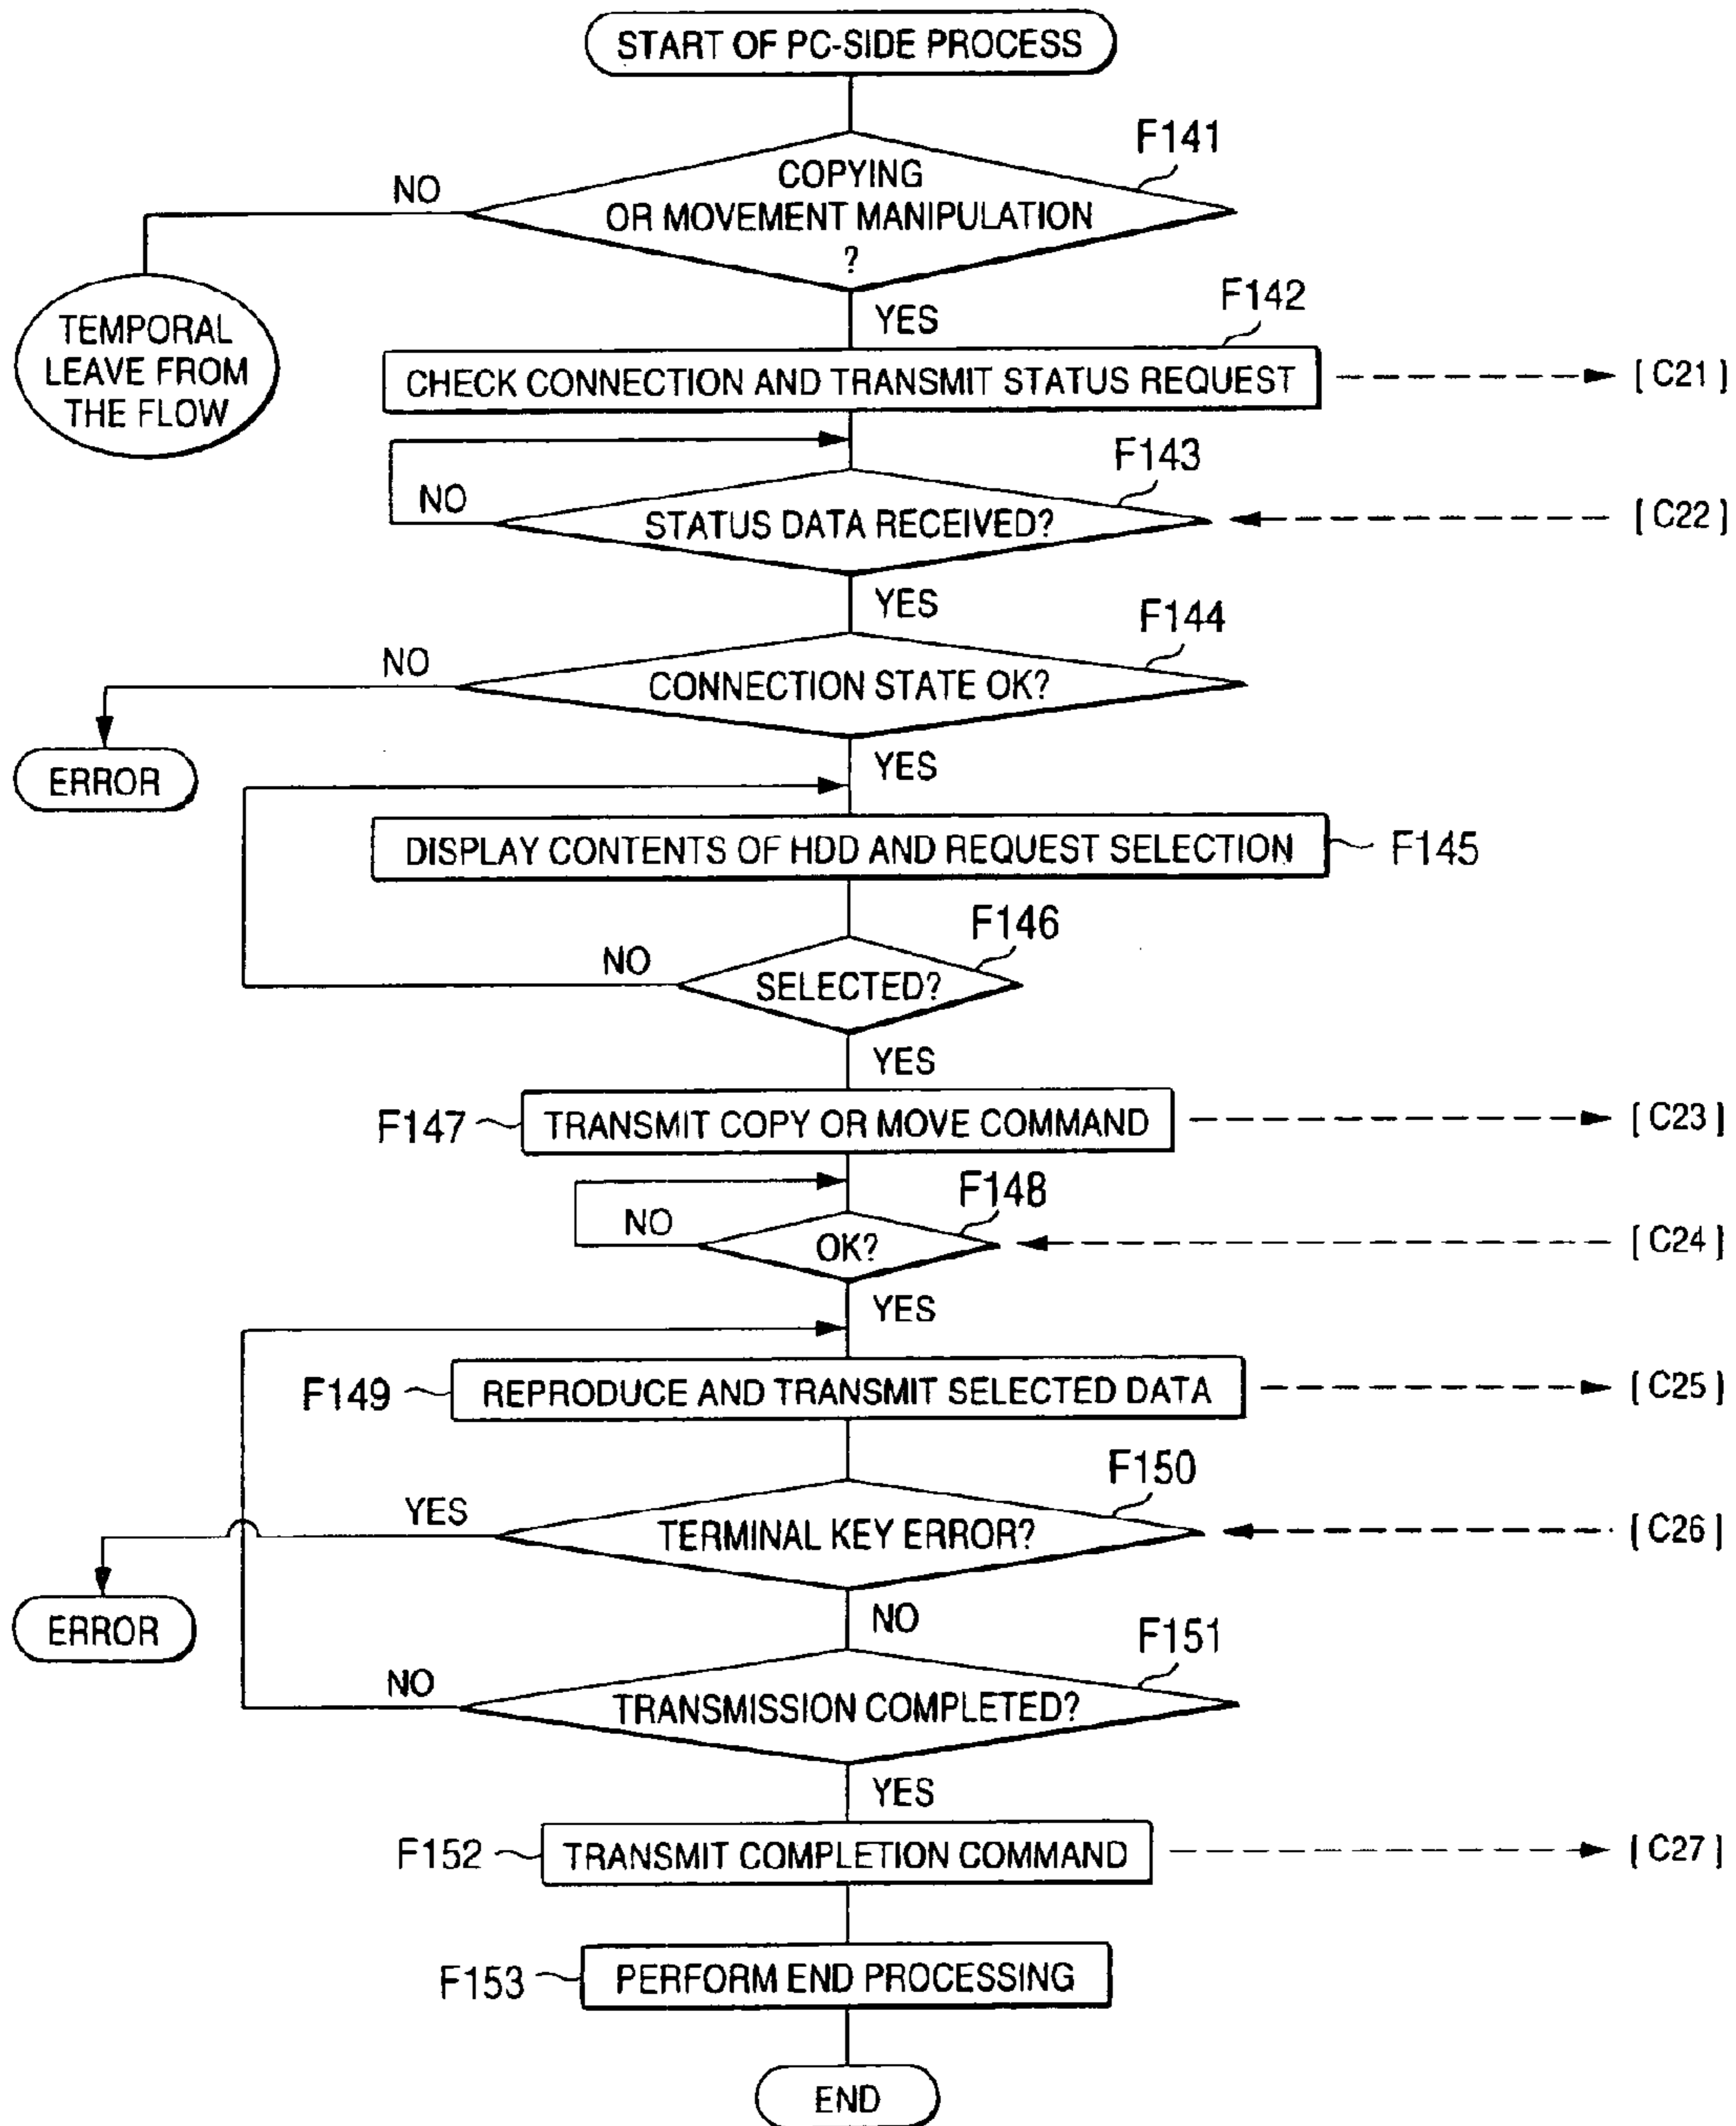 START OF PC-SIDE PROCESS
F141
NO
COPYING
OR MOVEMENT MANIPULATION
?
TEMPORAL
LEAVE FROM
THE FLOW
YES
F142
CHECK CONNECTION AND TRANSMIT STATUS REQUEST
[C21]
F143
NO
STATUS DATA RECEIVED?
[C22]
YES
F144
NO
CONNECTION STATE OK?
ERROR
YES
DISPLAY CONTENTS OF HDD AND REQUEST SELECTION
F145
F146
NO
SELECTED?
YES
F147
TRANSMIT COPY OR MOVE COMMAND
[C23]
F148
NO
OK?
[C24]
YES
F149
REPRODUCE AND TRANSMIT SELECTED DATA
[C25]
F150
YES
TERMINAL KEY ERROR?
[C26]
ERROR
NO
F151
NO
TRANSMISSION COMPLETED?
YES
F152
TRANSMIT COMPLETION COMMAND
[C27]
F153
PERFORM END PROCESSING
END